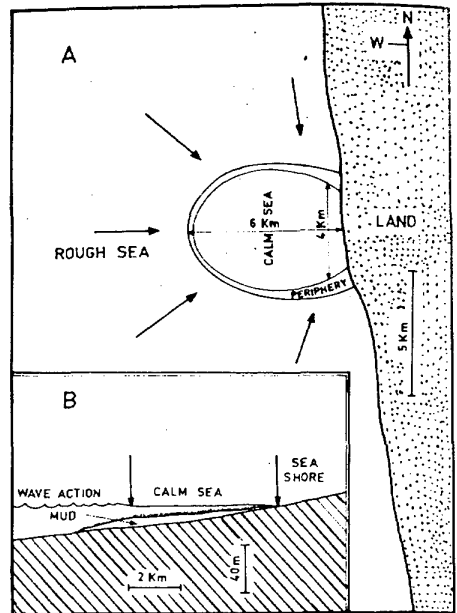 A
N
W
ROUGH SEA
6 Km
CALM SEA
4 Km
LAND
PERIPHERY
5 Km
B
WAVE ACTION
CALM SEA
SEA
SHORE
MUD
2 Km
40m